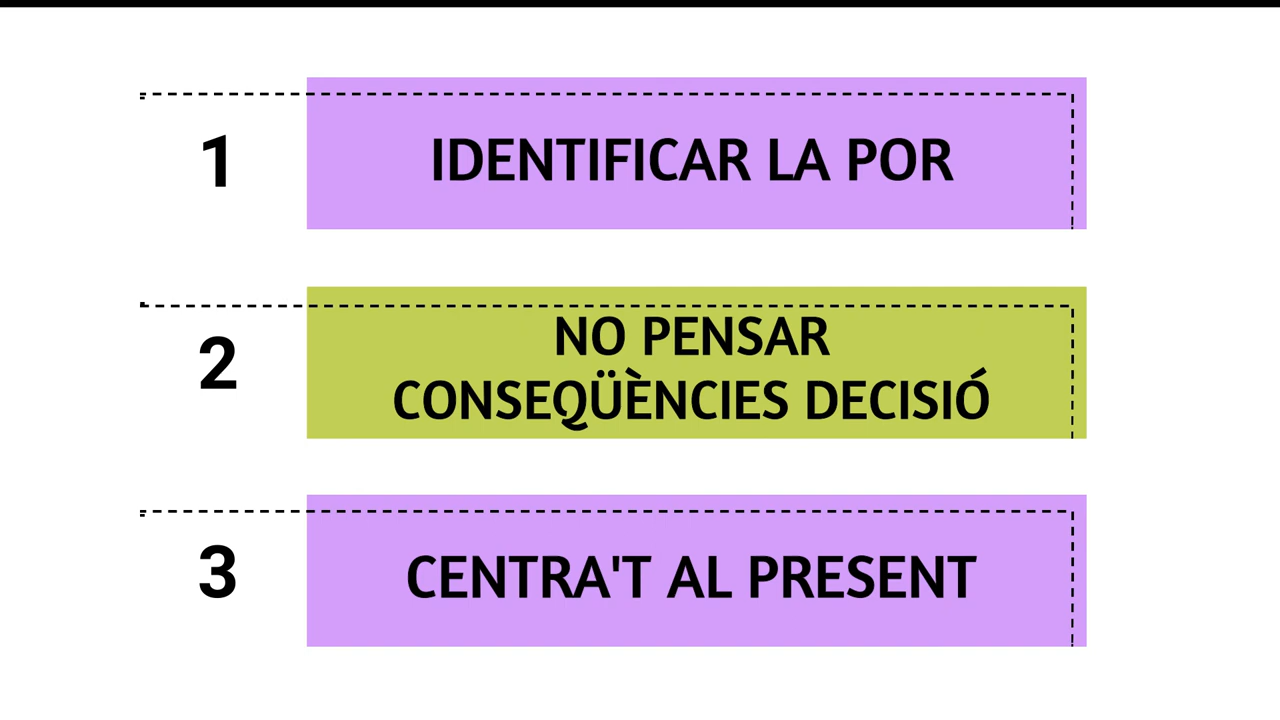 1
IDENTIFICAR LA POR
2
NO PENSAR
CONSEQÜÈNCIES DECISIÓ
3
CENTRA'T AL PRESENT